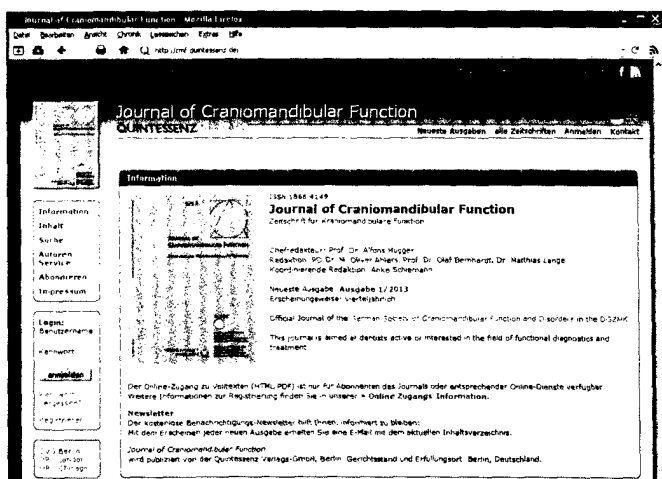 Journal of Craniomandibular Function - Mozilla Firefox
Datei Bearbeiten Ansicht Chronik Lesezeichen Extras Hilfe
http://cmf.quintessenz.de/
Journal of Craniomandibular Function
QUINTESSENZ
Neueste Ausgaben alle Zeitschriften Anmelden Kontakt
Information
Inhalt
Suche
Autoren
Service
Abonnieren
Impressum
Login:
Benutzername
Kennwort
anmelden
Kennwort
vergessen?
Registrieren
Information
ISSN 1868-4149
Journal of Craniomandibular Function
Zeitschrift für Kraniomandibuläre Funktion
Chefredakteur: Prof. Dr. Alfons Hugger
Redaktion: PD Dr. M. Oliver Ahlers, Prof. Dr. Olaf Bernhardt, Dr. Matthias Lange
Koordinierende Redaktion: Anke Schiemann
Neueste Ausgabe: Ausgabe 1/2013
Erscheinungsweise: vierteljährlich
Official Journal of the German Society of Craniomandibular Function and Disorders in the DGZMK
This journal is aimed at dentists active or interested in the field of functional diagnostics and
treatment
Der Online-Zugang zu Volltexten (HTML, PDF) ist nur für Abonnenten des Journals oder entsprechender Online-Dienste verfügbar
Weitere Informationen zur Registrierung finden Sie in unserer » Online Zugangs Information.
Newsletter
Der kostenlose Benachrichtigungs-Newsletter hilft Ihnen, informiert zu bleiben:
Mit dem Erscheinen jeder neuen Ausgabe erhalten Sie eine E-Mail mit dem aktuellen Inhaltsverzeichnis.
Journal of Craniomandibular Function
wird publiziert von der Quintessenz Verlags-GmbH, Berlin. Gerichtsstand und Erfüllungsort: Berlin, Deutschland.